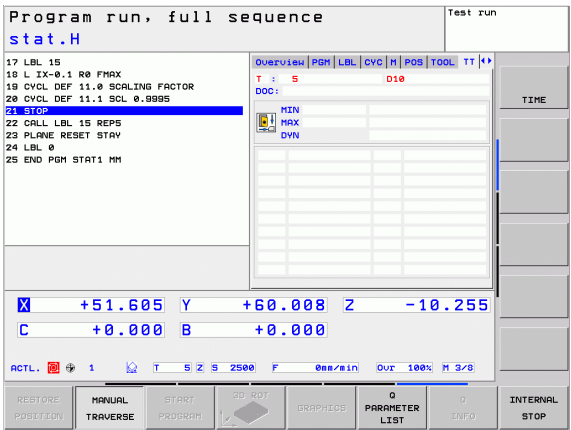 Program run, full sequence
Test run
stat.H
17 LBL 15
18 L IX-0.1 R0 FMAX
19 CYCL DEF 11.0 SCALING FACTOR
20 CYCL DEF 11.1 SCL 0.9995
21 STOP
22 CALL LBL 15 REP5
23 PLANE RESET STAY
24 LBL 0
25 END PGM STAT1 MM
Overview PGM LBL CYC M POS TOOL TT
T : 5 D10
DOC:
MIN
MAX
DYN
TIME
X +51.605 Y +60.008 Z -10.255
C +0.000 B +0.000
ACTL. 1 T 5 Z S 2500 F 0mm/min Ovr 100% M 3/8
RESTORE POSITION
MANUAL TRAVERSE
START PROGRAM
3D ROT
GRAPHICS
Q PARAMETER LIST
Q INFO
INTERNAL STOP